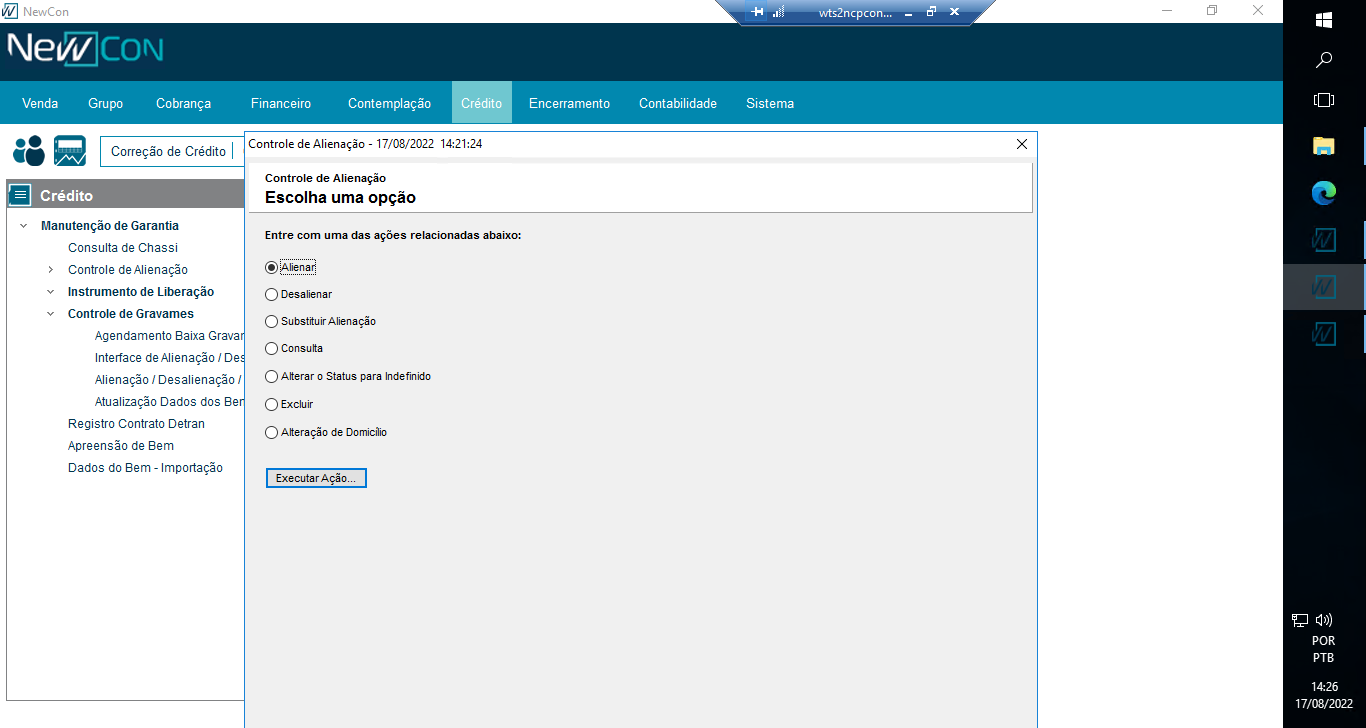 NewCon
wts2ncpcon...
NeWCON
Venda Grupo Cobrança Financeiro Contemplação Crédito Encerramento Contabilidade Sistema
Correção de Crédito
Crédito
Manutenção de Garantia
Consulta de Chassi
Controle de Alienação
Instrumento de Liberação
Controle de Gravames
Agendamento Baixa Gravar
Interface de Alienação / Des
Alienação / Desalienação /
Atualização Dados dos Ber
Registro Contrato Detran
Apreensão de Bem
Dados do Bem - Importação
Controle de Alienação - 17/08/2022 14:21:24
Controle de Alienação
Escolha uma opção
Entre com uma das ações relacionadas abaixo:
Alienar
Desalienar
Substituir Alienação
Consulta
Alterar o Status para Indefinido
Excluir
Alteração de Domicílio
Executar Ação...
POR
PTB
14:26
17/08/2022